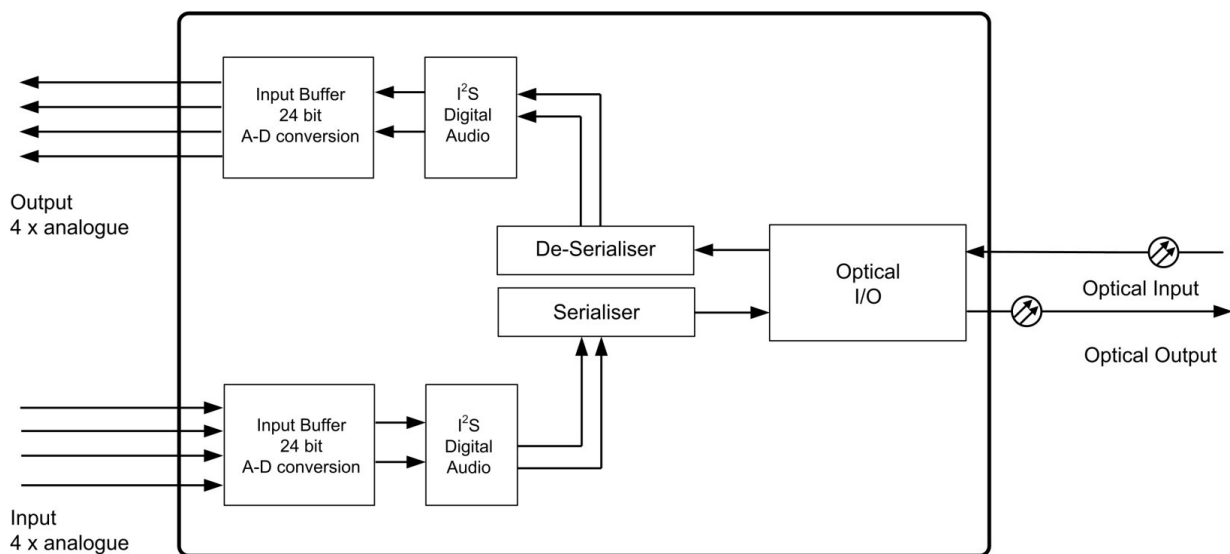 Input Buffer
24 bit
A-D conversion
I²S
Digital
Audio
Output
4 x analogue
De-Serialiser
Optical
I/O
Optical Input
Serialiser
Optical Output
Input Buffer
24 bit
A-D conversion
I²S
Digital
Audio
Input
4 x analogue